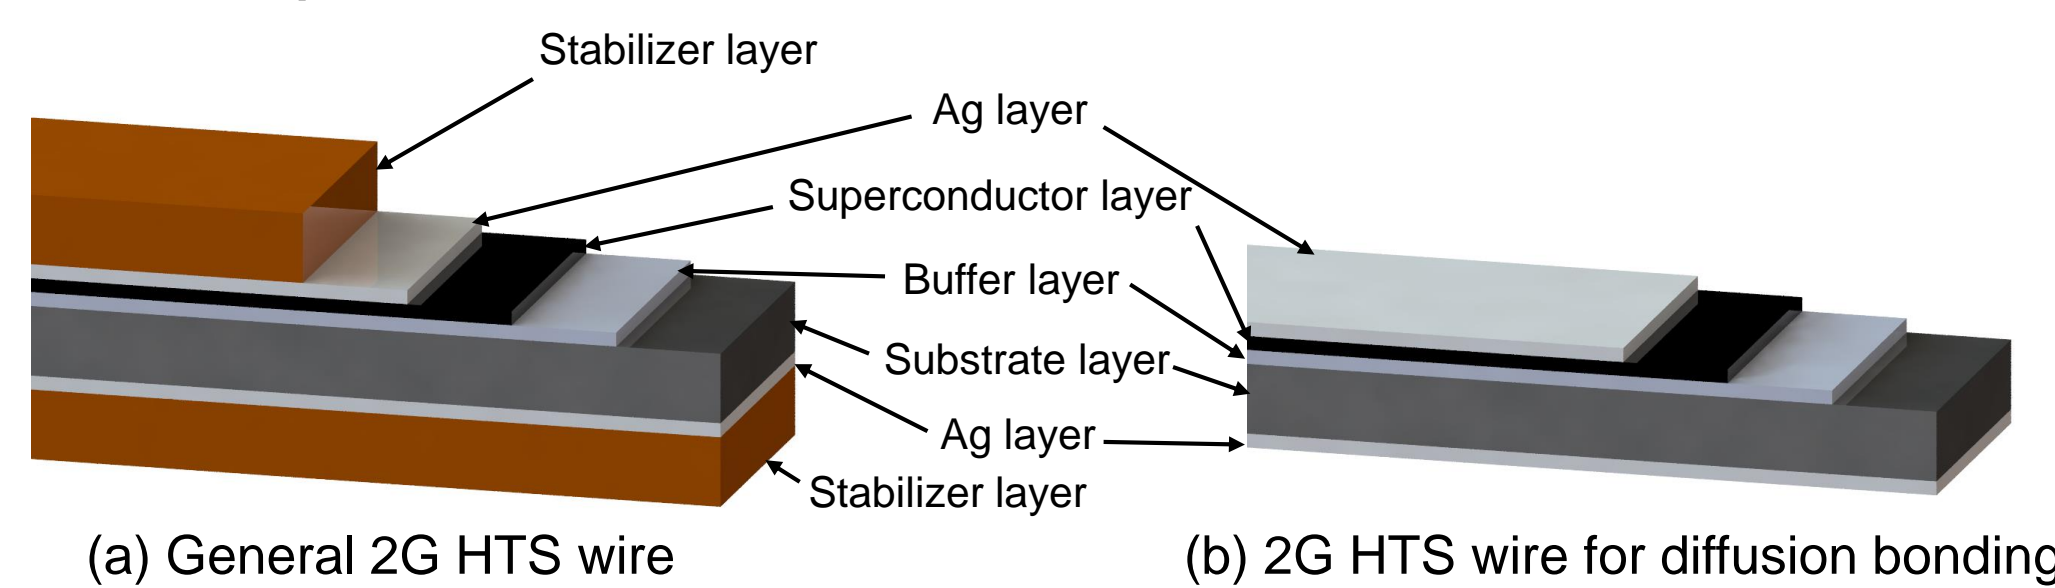 Stabilizer layer
Ag layer
Superconductor layer
Buffer layer
Substrate layer
Ag layer
Stabilizer layer
(a) General 2G HTS wire
(b) 2G HTS wire for diffusion bonding